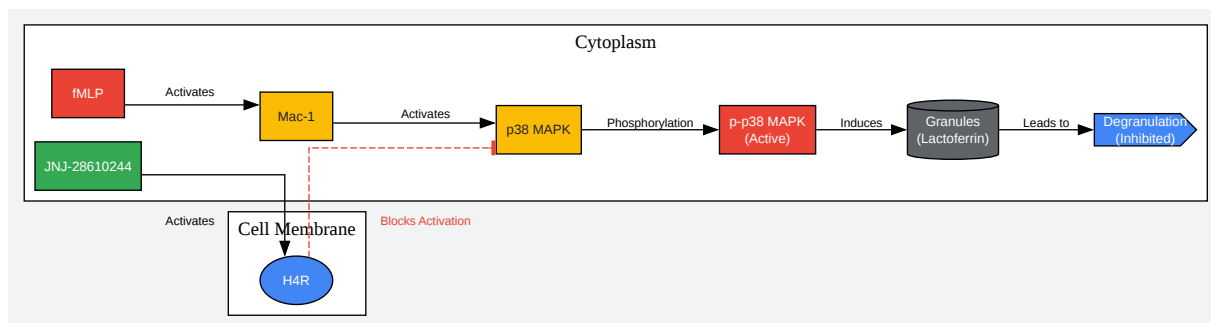 Cytoplasm
fMLP
Activates
Mac-1
Activates
p38 MAPK
Phosphorylation
p-p38 MAPK
(Active)
Induces
Granules
(Lactoferrin)
Leads to
Degranulation
(Inhibited)
JNJ-28610244
Activates
Blocks Activation
Cell Membrane
H4R